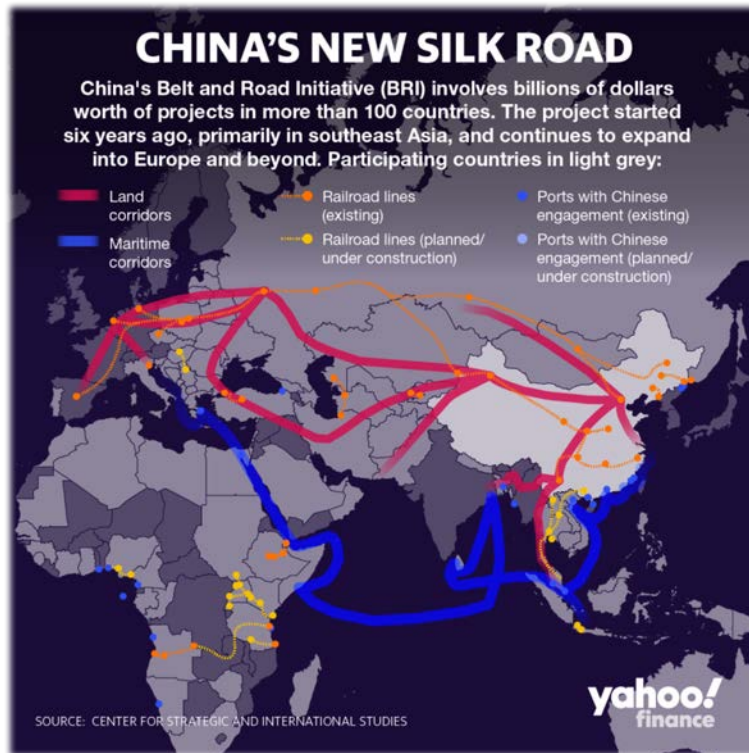 CHINA'S NEW SILK ROAD
China's Belt and Road Initiative (BRI) involves billions of dollars
worth of projects in more than 100 countries. The project started
six years ago, primarily in southeast Asia, and continues to expand
into Europe and beyond. Participating countries in light grey:
Land
corridors
Maritime
corridors
Railroad lines
(existing)
Railroad lines (planned/
under construction)
Ports with Chinese
engagement (existing)
Ports with Chinese
engagement (planned/
under construction)
SOURCE: CENTER FOR STRATEGIC AND INTERNATIONAL STUDIES
yahoo!
finance